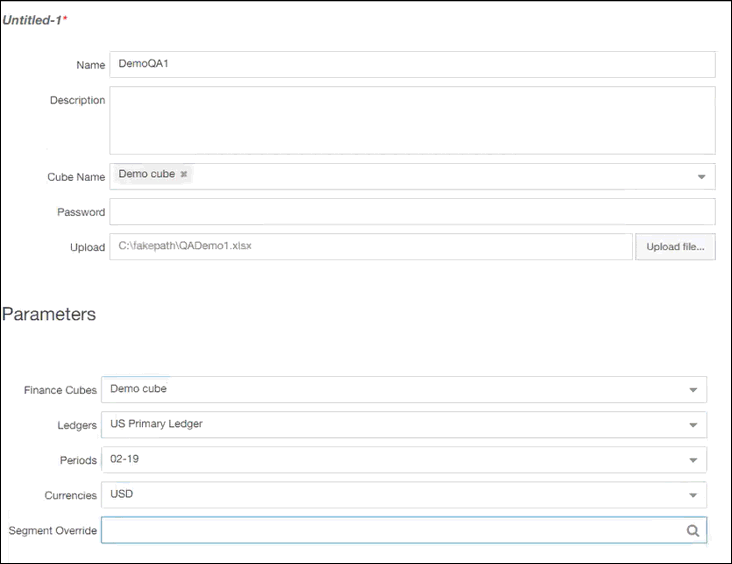 Untitled-1*
Name DemoQA1
Description
Cube Name Demo cube ✖
Password
Upload C:\fakepath\QADemo1.xlsx Upload file...
Parameters
Finance Cubes Demo cube
Ledgers US Primary Ledger
Periods 02-19
Currencies USD
Segment Override